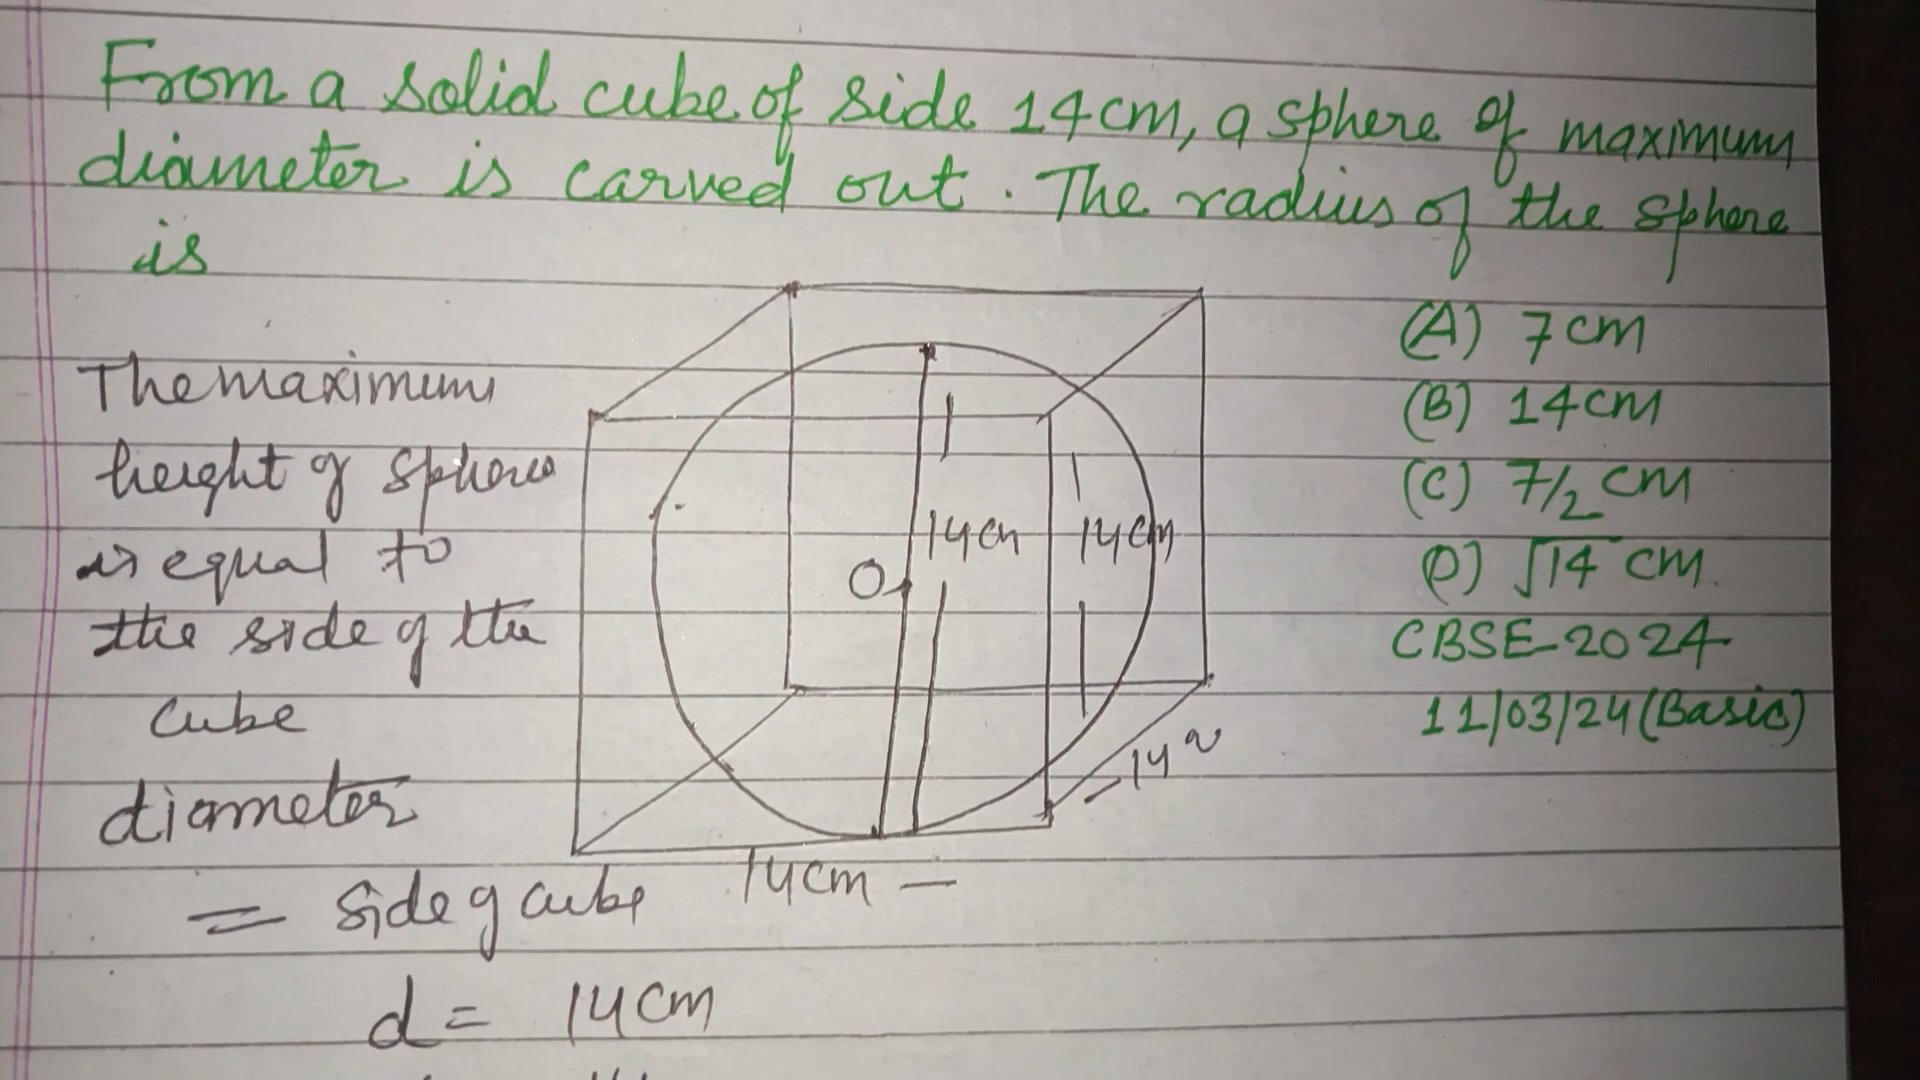 From a solid cube of side 14cm, a sphere of maximum
diameter is carved out. The radius of the sphere
is
(A) 7cm
(B) 14cm
(C) 7/2 cm
(D) √14 cm.
CBSE-2024
11/03/24 (Basic)
The maximum
height of sphere
is equal to
the side of the
cube
diameter
= side of cube
d = 14cm
O
14cm
14cm
14cm
=14